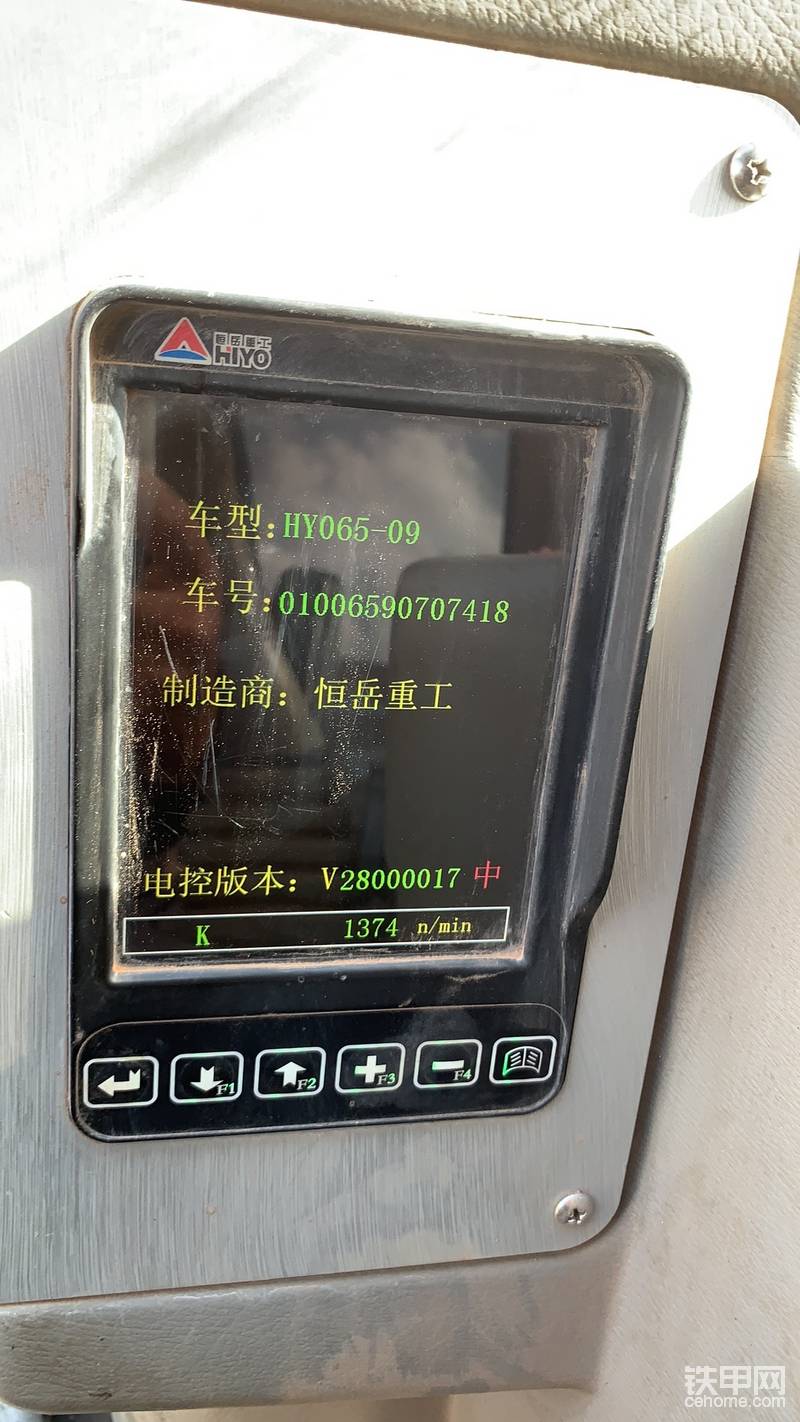 恒岳重工
HIYO
车型:HY065-09
车号:01006590707418
制造商: 恒岳重工
电控版本: V28000017 中
K 1374 n/min
F1 F2 F3 F4
铁甲网
cehome.com